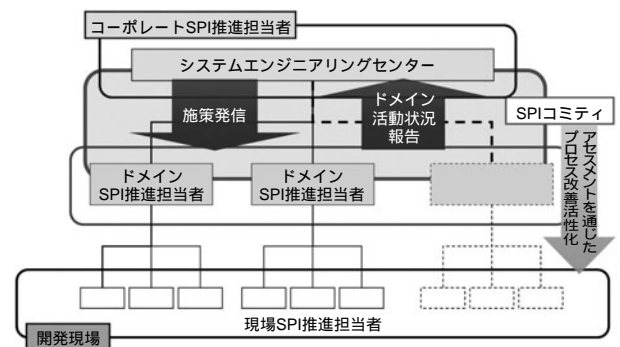 コーポレートSPI推進担当者
システムエンジニアリングセンター
施策発信
ドメイン
活動状況
報告
SPIコミティ
アセスメントを通じた
プロセス改善活性化
ドメイン
SPI推進担当者
ドメイン
SPI推進担当者
現場SPI推進担当者
開発現場